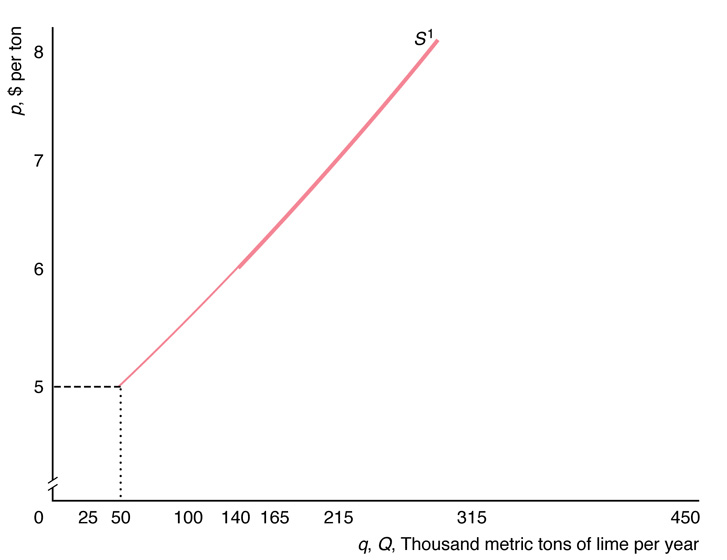 p, $ per ton
S¹
8
7
6
5
0 25 50 100 140 165 215 315 450
q, Q, Thousand metric tons of lime per year